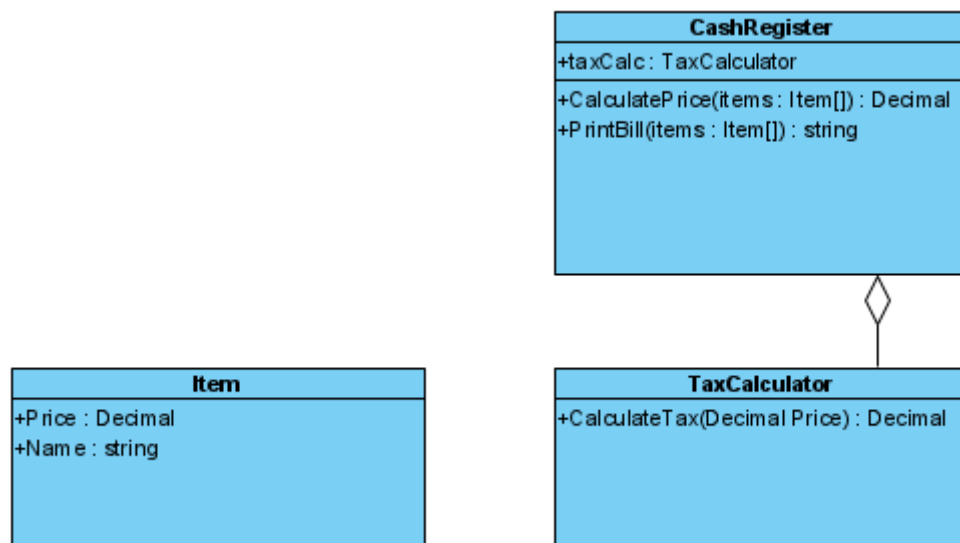 CashRegister
+taxCalc : TaxCalculator
+CalculatePrice(items : Item[]) : Decimal
+PrintBill(items : Item[]) : string
Item
+Price : Decimal
+Name : string
TaxCalculator
+CalculateTax(Decimal Price) : Decimal